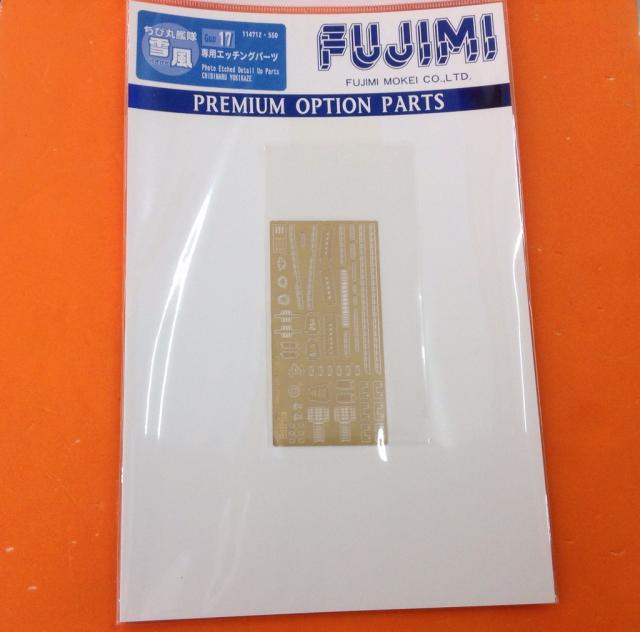 ちび丸艦隊
雪風
Gup 17
114712-550
専用エッチングパーツ
Photo Etched Detail Up Parts
CHIBIMARU YUKIKAZE
FUJIMI
FUJIMI MOKEI CO.,LTD.
PREMIUM OPTION PARTS